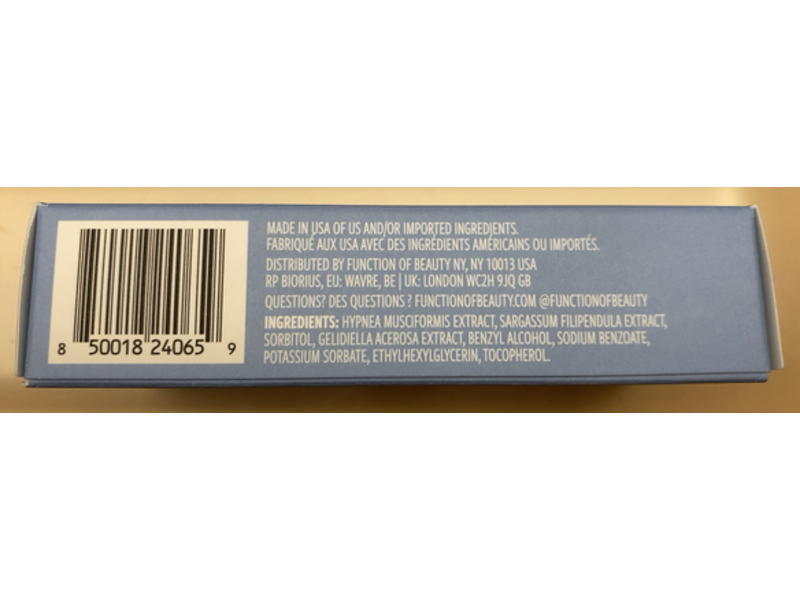 MADE IN USA OF US AND/OR IMPORTED INGREDIENTS.
FABRIQUÉ AUX USA AVEC DES INGRÉDIENTS AMÉRICAINS OU IMPORTÉS.
DISTRIBUTED BY FUNCTION OF BEAUTY NY, NY 10013 USA
RP BIORIUS, EU: WAVRE, BE | UK: LONDON WC2H 9JQ GB
QUESTIONS? DES QUESTIONS ? FUNCTIONOFBEAUTY.COM @FUNCTIONOFBEAUTY
INGREDIENTS: HYPNEA MUSCIFORMIS EXTRACT, SARGASSUM FILIPENDULA EXTRACT,
SORBITOL, GELIDIELLA ACEROSA EXTRACT, BENZYL ALCOHOL, SODIUM BENZOATE,
POTASSIUM SORBATE, ETHYLHEXYLGLYCERIN, TOCOPHEROL.
8 50018 24065 9